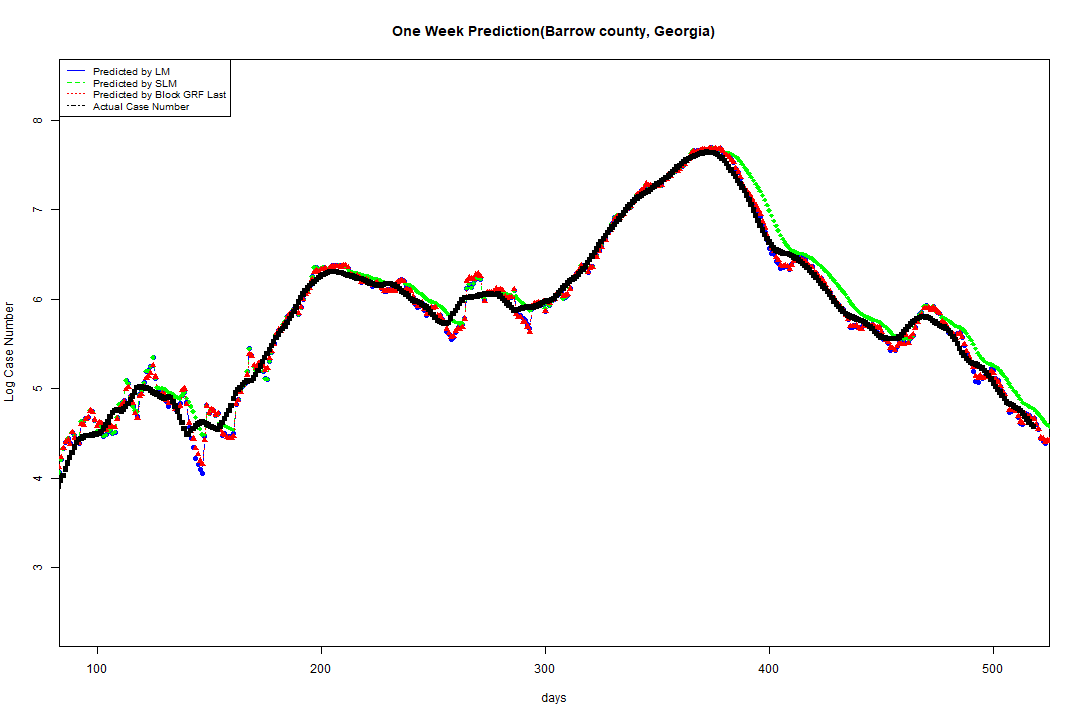 One Week Prediction(Barrow county, Georgia)
Predicted by LM
Predicted by SLM
Predicted by Block GRF Last
Actual Case Number
Log Case Number
8
7
6
5
4
3
100 200 300 400 500
days